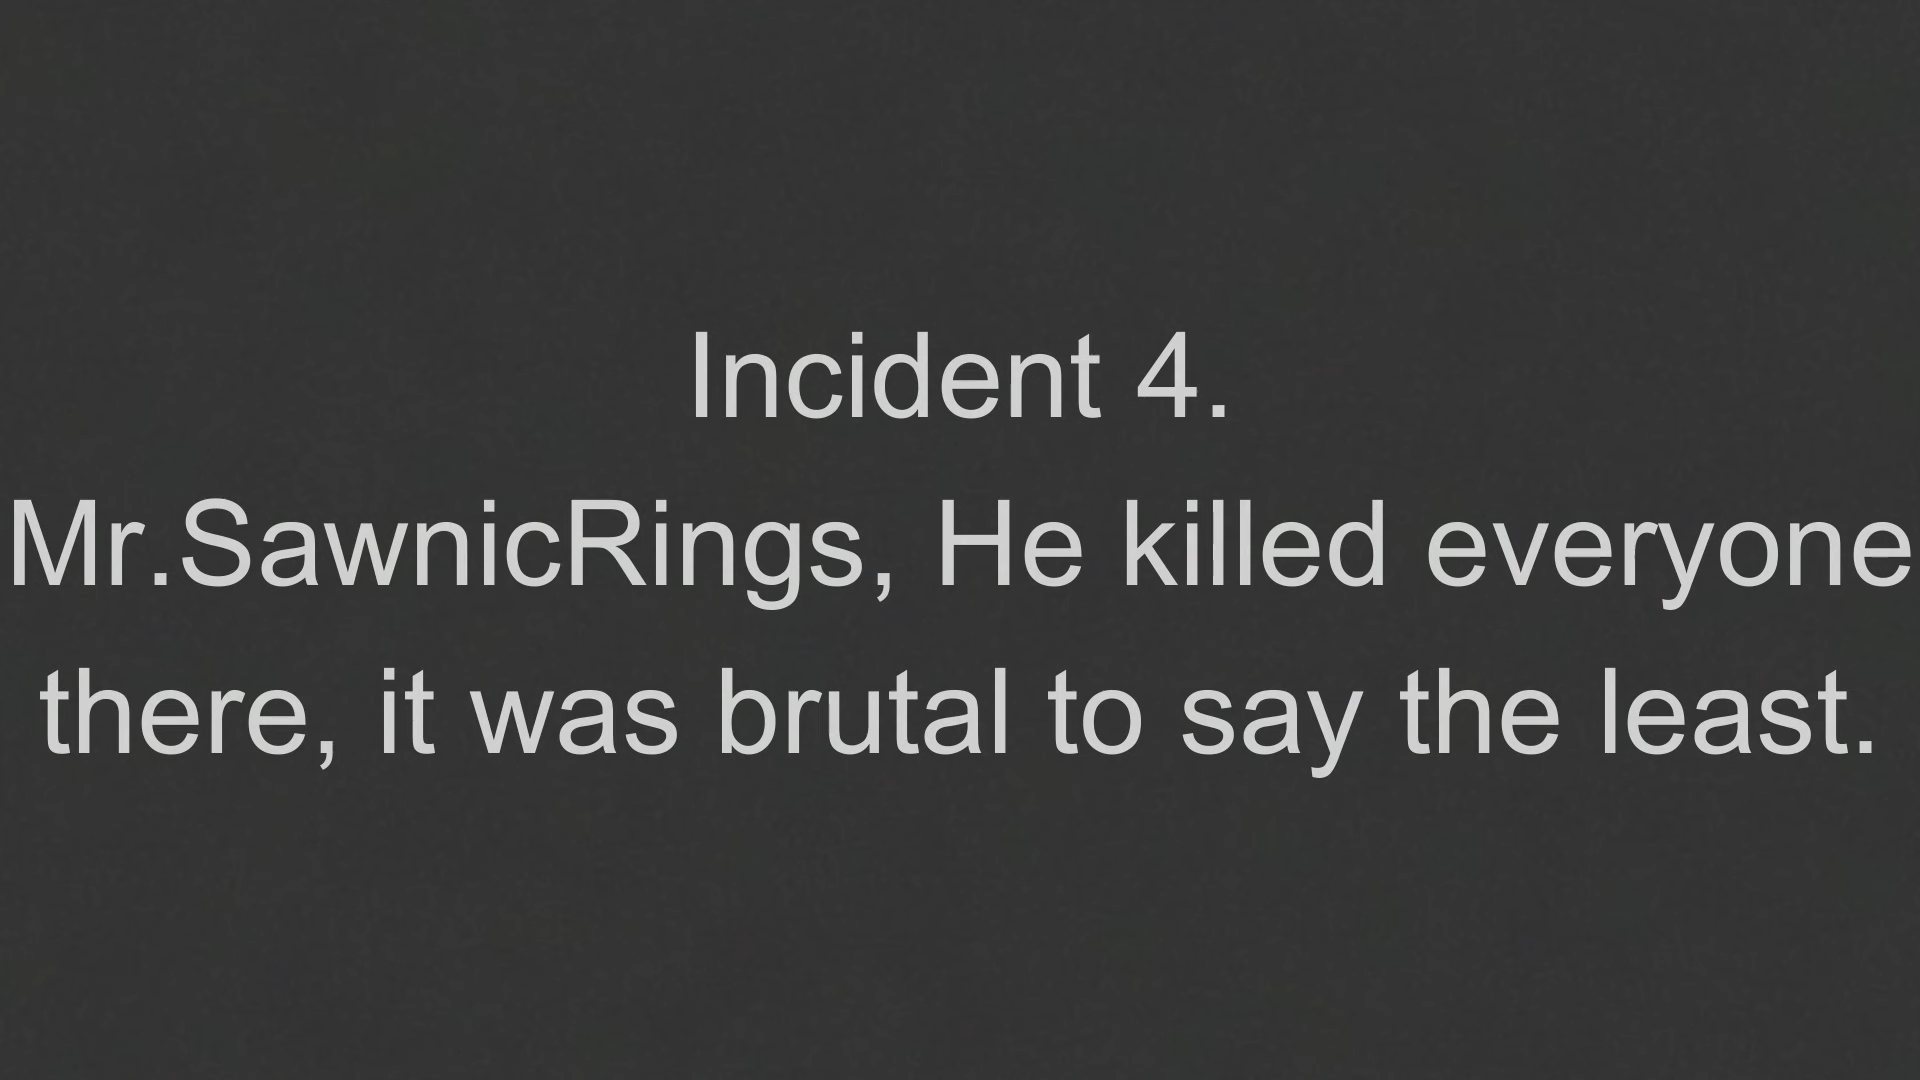 Incident 4.
Mr.SawnicRings, He killed everyone
there, it was brutal to say the least.